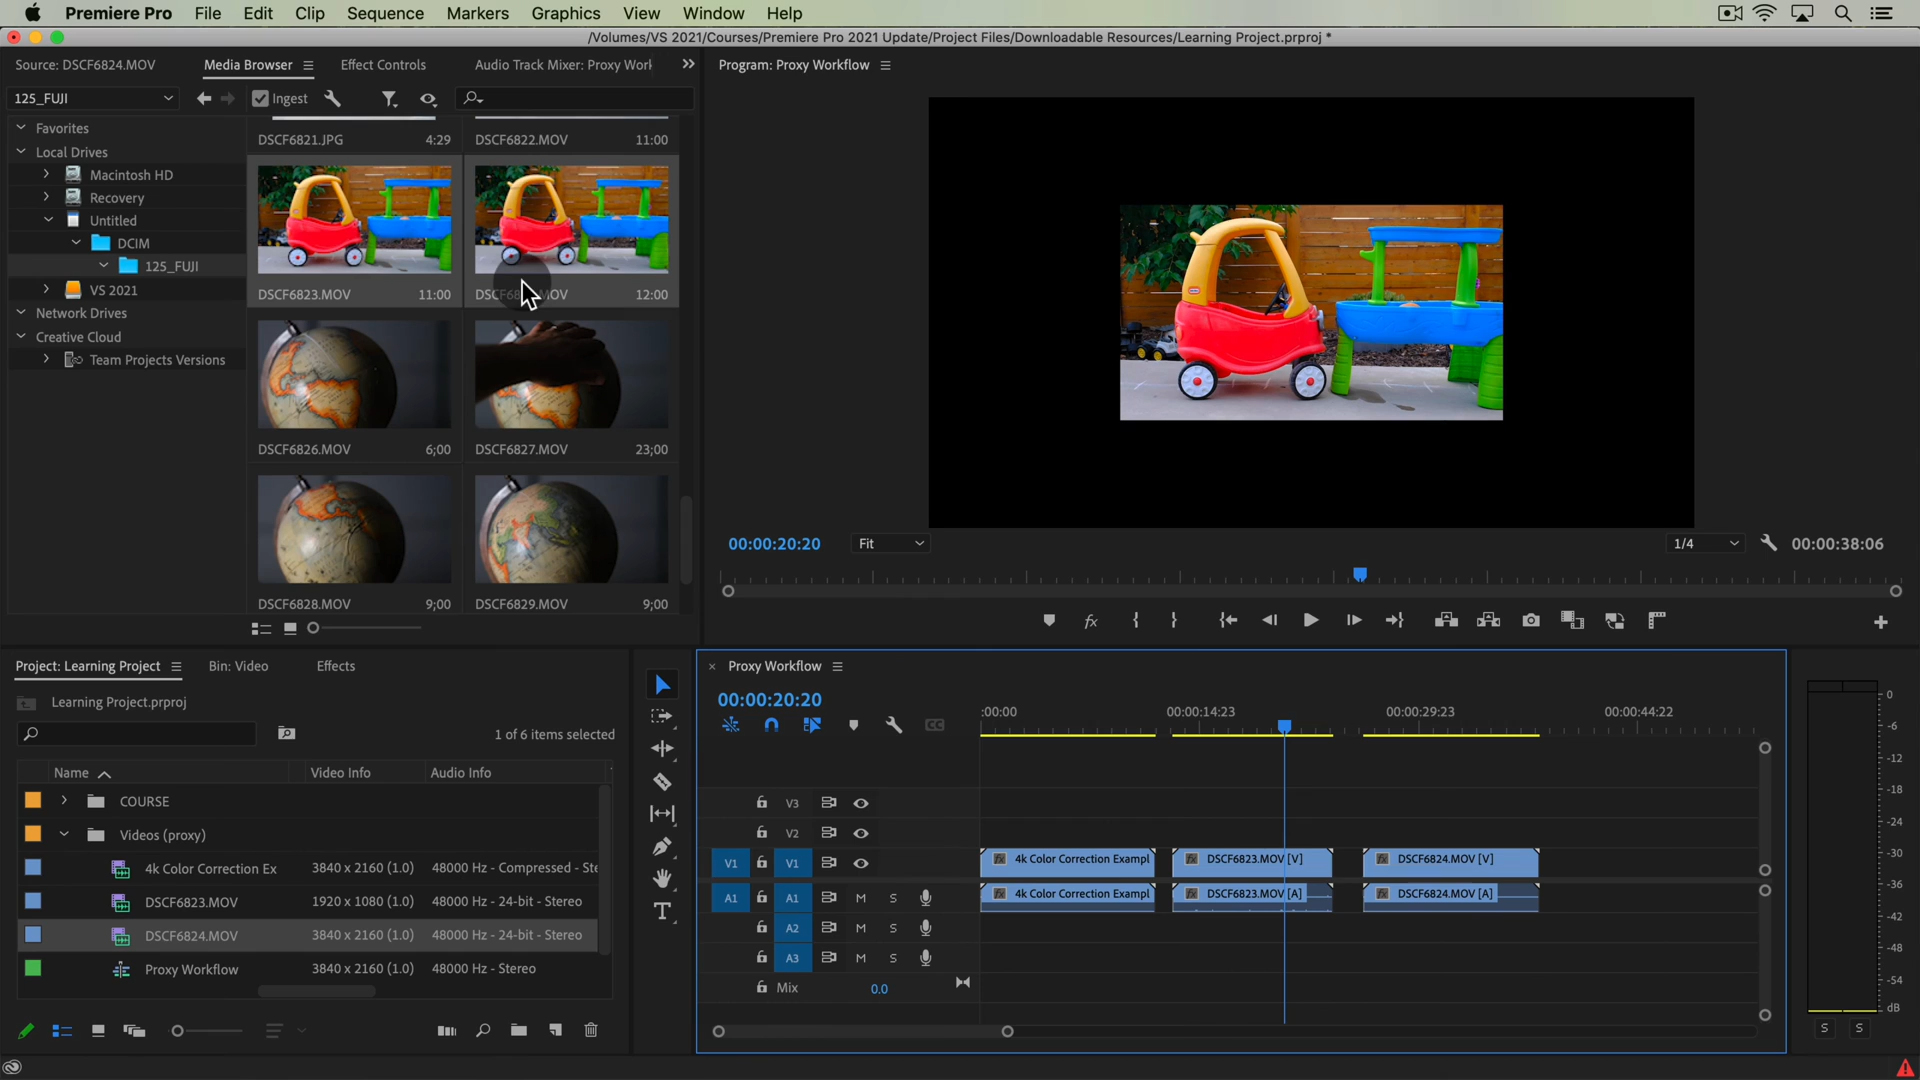 Premiere Pro File Edit Clip Sequence Markers Graphics View Window Help
/Volumes/VS 2021/Courses/Premiere Pro 2021 Update/Project Files/Downloadable Resources/Learning Project.prproj *
Source: DSCF6824.MOV Media Browser Effect Controls Audio Track Mixer: Proxy Work
Program: Proxy Workflow
125_FUJI
Ingest
Favorites
Local Drives
Macintosh HD
Recovery
Untitled
DCIM
125_FUJI
VS 2021
Network Drives
Creative Cloud
Team Projects Versions
DSCF6821.JPG 4:29
DSCF6822.MOV 11:00
DSCF6823.MOV 11:00
12:00
DSCF6826.MOV 6;00
DSCF6827.MOV 23;00
DSCF6828.MOV 9;00
DSCF6829.MOV 9;00
00:00:20:20 Fit 1/4 00:00:38:06
fx
Project: Learning Project Bin: Video Effects
Learning Project.prproj
1 of 6 items selected
Name Video Info Audio Info
COURSE
Videos (proxy)
4k Color Correction Ex 3840 x 2160 (1.0) 48000 Hz - Compressed - Ste
DSCF6823.MOV 1920 x 1080 (1.0) 48000 Hz - 24-bit - Stereo
DSCF6824.MOV 3840 x 2160 (1.0) 48000 Hz - 24-bit - Stereo
Proxy Workflow 3840 x 2160 (1.0) 48000 Hz - Stereo
Proxy Workflow
00:00:20:20
:00:00 00:00:14:23 00:00:29:23 00:00:44:22
CC
V3
V2
V1 V1 fx 4k Color Correction Exampl fx DSCF6823.MOV [V] fx DSCF6824.MOV [V]
A1 A1 M S fx 4k Color Correction Exampl fx DSCF6823.MOV [A] fx DSCF6824.MOV [A]
A2 M S
A3 M S
Mix 0.0
0
-6
-12
-18
-24
-30
-36
-42
-48
-54
dB
S S